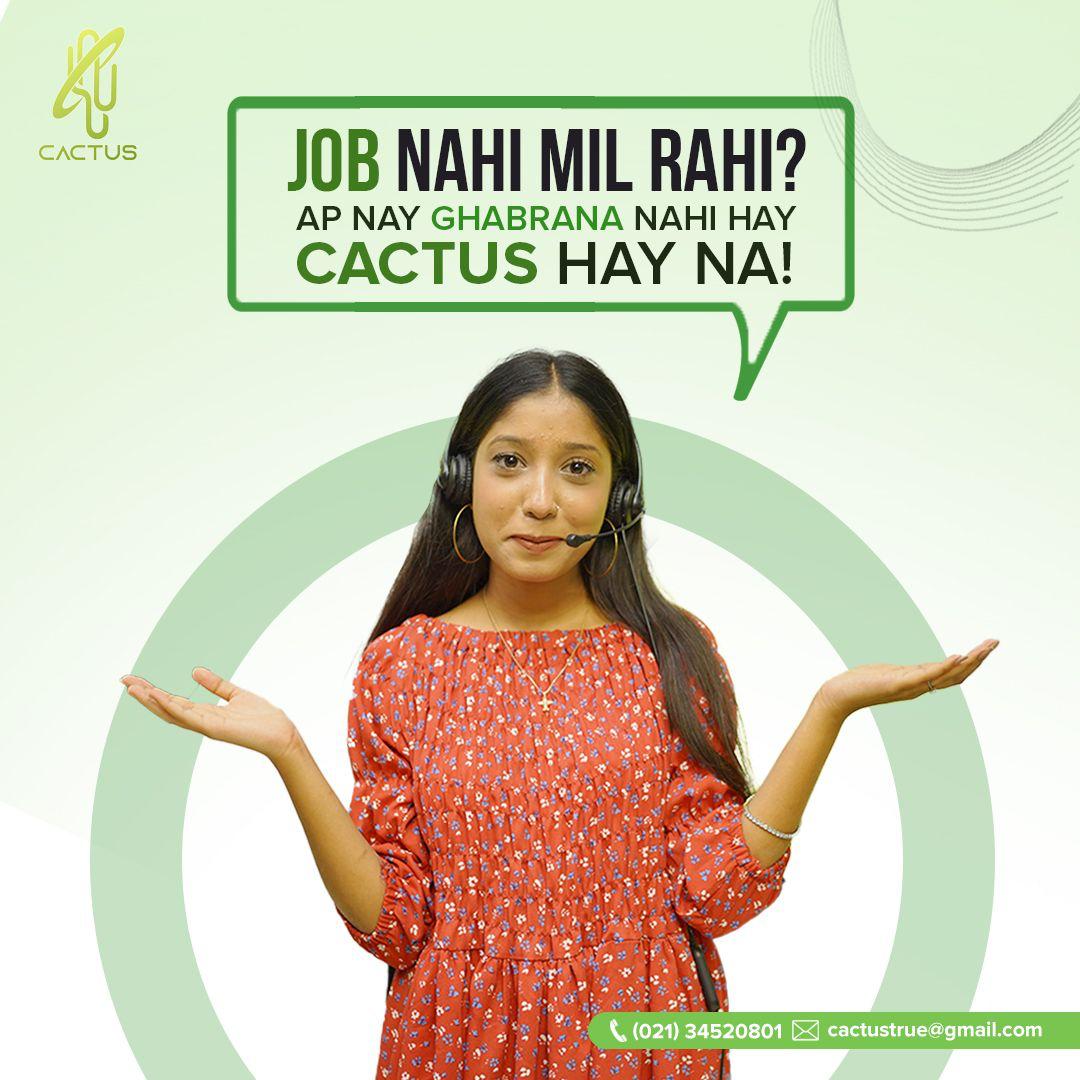 CACTUS
JOB NAHI MIL RAHI?
AP NAY GHABRANA NAHI HAY
CACTUS HAY NA!
(021) 34520801 cactustrue@gmail.com